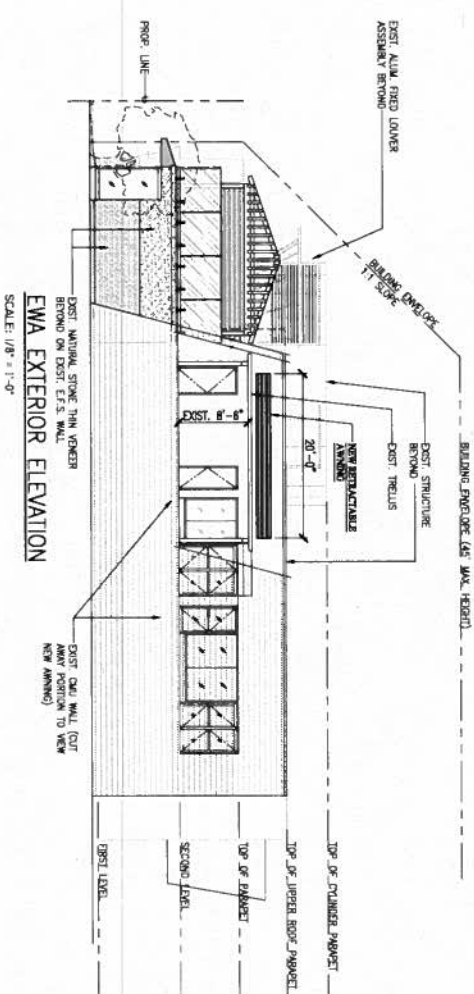 BUILDING ENVELOPE (45' MAX. HEIGHT)
EXIST. ALUM. FIXED LOUVER
ASSEMBLY BEYOND
BUILDING ENVELOPE
1:1 SLOPE
EXIST. STRUCTURE
BEYOND
EXIST. TRELLIS
NEW RETRACTABLE
AWNING
20'-0"
PROP. LINE
EXIST. 8'-6"
TOP OF CYLINDER PARAPET
TOP OF UPPER ROOF PARAPET
TOP OF PARAPET
SECOND LEVEL
FIRST LEVEL
EXIST. NATURAL STONE THIN VENEER
BEYOND ON EXIST. E.F.S. WALL
EXIST. CMU WALL (CUT
AWAY PORTION TO VIEW
NEW AWNING)
EWA EXTERIOR ELEVATION
SCALE: 1/8" = 1'-0"